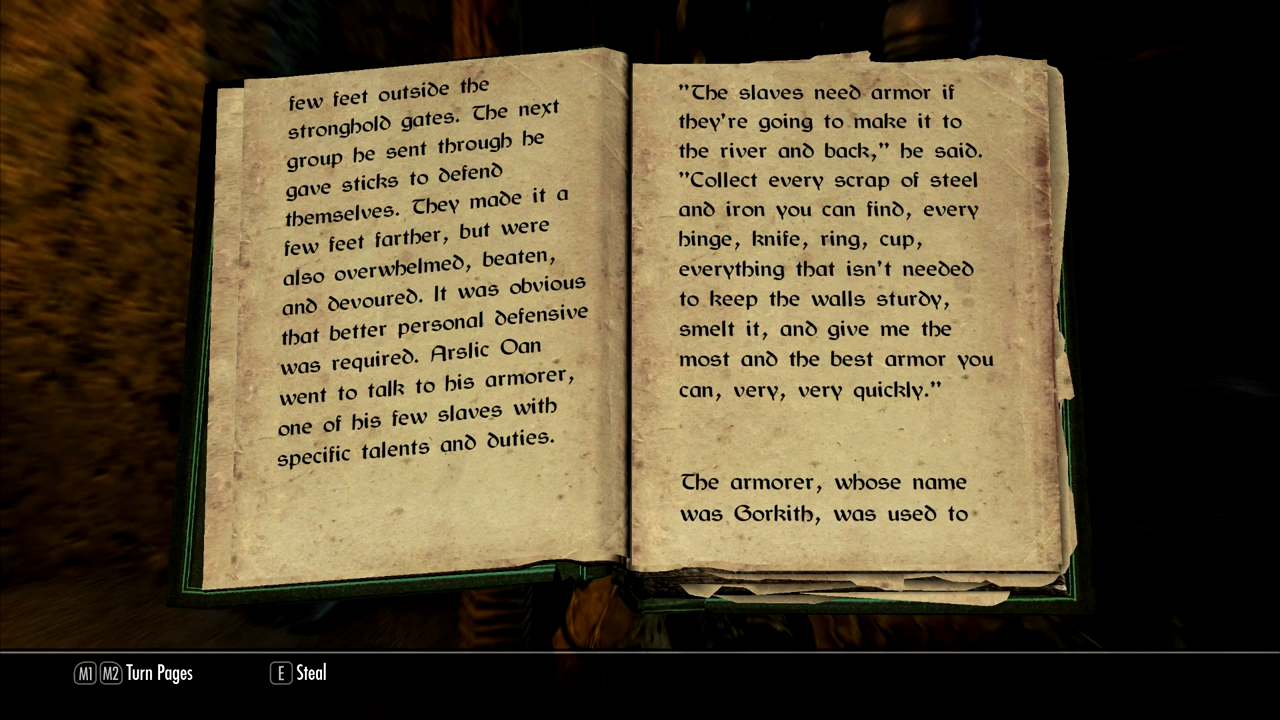 few feet outside the
stronghold gates. The next
group he sent through he
gave sticks to defend
themselves. They made it a
few feet farther, but were
also overwhelmed, beaten,
and devoured. It was obvious
that better personal defensive
was required. Arslic Oan
went to talk to his armorer,
one of his few slaves with
specific talents and duties.
"The slaves need armor if
they're going to make it to
the river and back," he said.
"Collect every scrap of steel
and iron you can find, every
hinge, knife, ring, cup,
everything that isn't needed
to keep the walls sturdy,
smelt it, and give me the
most and the best armor you
can, very, very quickly."
The armorer, whose name
was Gorkith, was used to
M1 M2 Turn Pages
E Steal